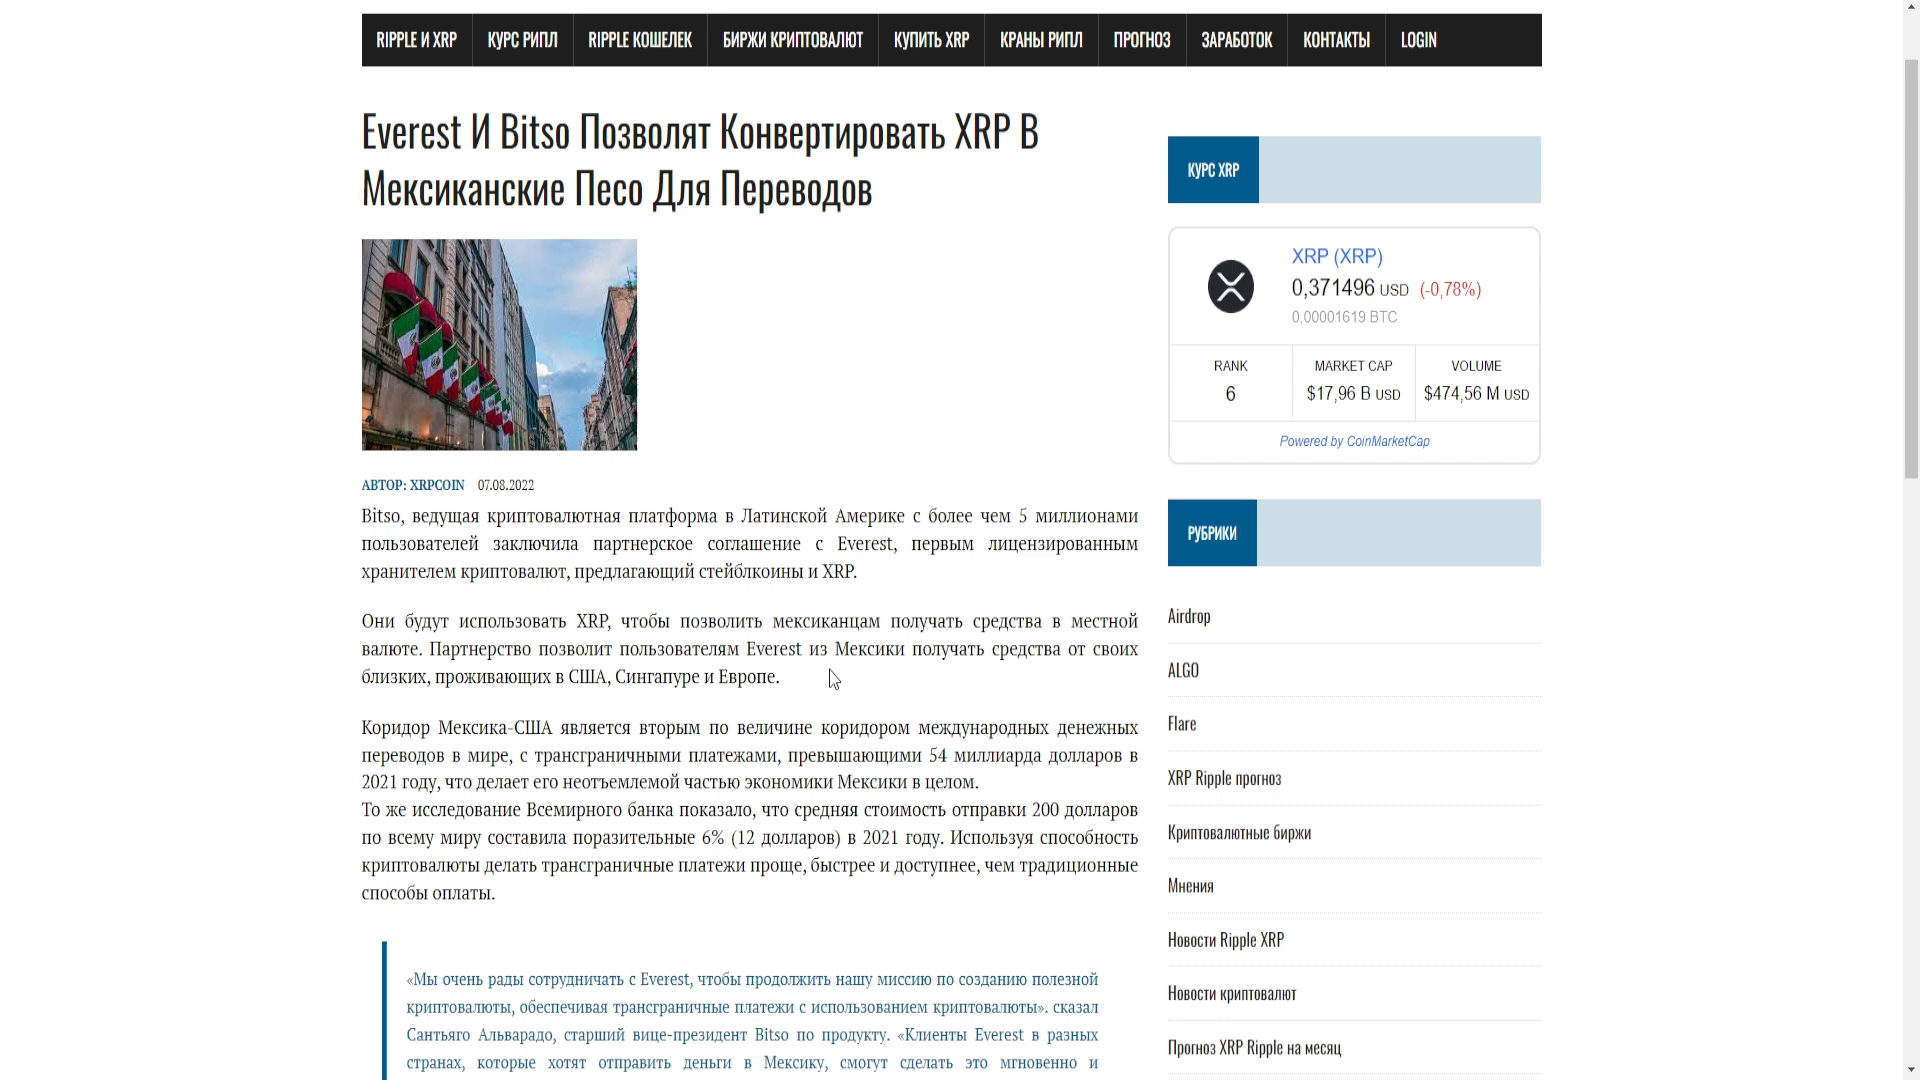 RIPPLE И XRP КУРС РИПЛ RIPPLE КОШЕЛЕК БИРЖИ КРИПТОВАЛЮТ КУПИТЬ XRP КРАНЫ РИПЛ ПРОГНОЗ ЗАРАБОТОК КОНТАКТЫ LOGIN
Everest И Bitso Позволят Конвертировать XRP В
Мексиканские Песо Для Переводов
АВТОР: XRPCOIN 07.08.2022
Bitso, ведущая криптовалютная платформа в Латинской Америке с более чем 5 миллионами
пользователей заключила партнерское соглашение с Everest, первым лицензированным
хранителем криптовалют, предлагающий стейблкоины и XRP.
Они будут использовать XRP, чтобы позволить мексиканцам получать средства в местной
валюте. Партнерство позволит пользователям Everest из Мексики получать средства от своих
близких, проживающих в США, Сингапуре и Европе.
Коридор Мексика-США является вторым по величине коридором международных денежных
переводов в мире, с трансграничными платежами, превышающими 54 миллиарда долларов в
2021 году, что делает его неотъемлемой частью экономики Мексики в целом.
То же исследование Всемирного банка показало, что средняя стоимость отправки 200 долларов
по всему миру составила поразительные 6% (12 долларов) в 2021 году. Используя способность
криптовалюты делать трансграничные платежи проще, быстрее и доступнее, чем традиционные
способы оплаты.
«Мы очень рады сотрудничать с Everest, чтобы продолжить нашу миссию по созданию полезной
криптовалюты, обеспечивая трансграничные платежи с использованием криптовалюты». сказал
Сантьяго Альварадо, старший вице-президент Bitso по продукту. «Клиенты Everest в разных
странах, которые хотят отправить деньги в Мексику, смогут сделать это мгновенно и
КУРС XRP
XRP (XRP)
0,371496 USD (-0,78%)
0,00001619 BTC
RANK MARKET CAP VOLUME
6 $17,96 B USD $474,56 M USD
Powered by CoinMarketCap
РУБРИКИ
Airdrop
ALGO
Flare
XRP Ripple прогноз
Криптовалютные биржи
Мнения
Новости Ripple XRP
Новости криптовалют
Прогноз XRP Ripple на месяц